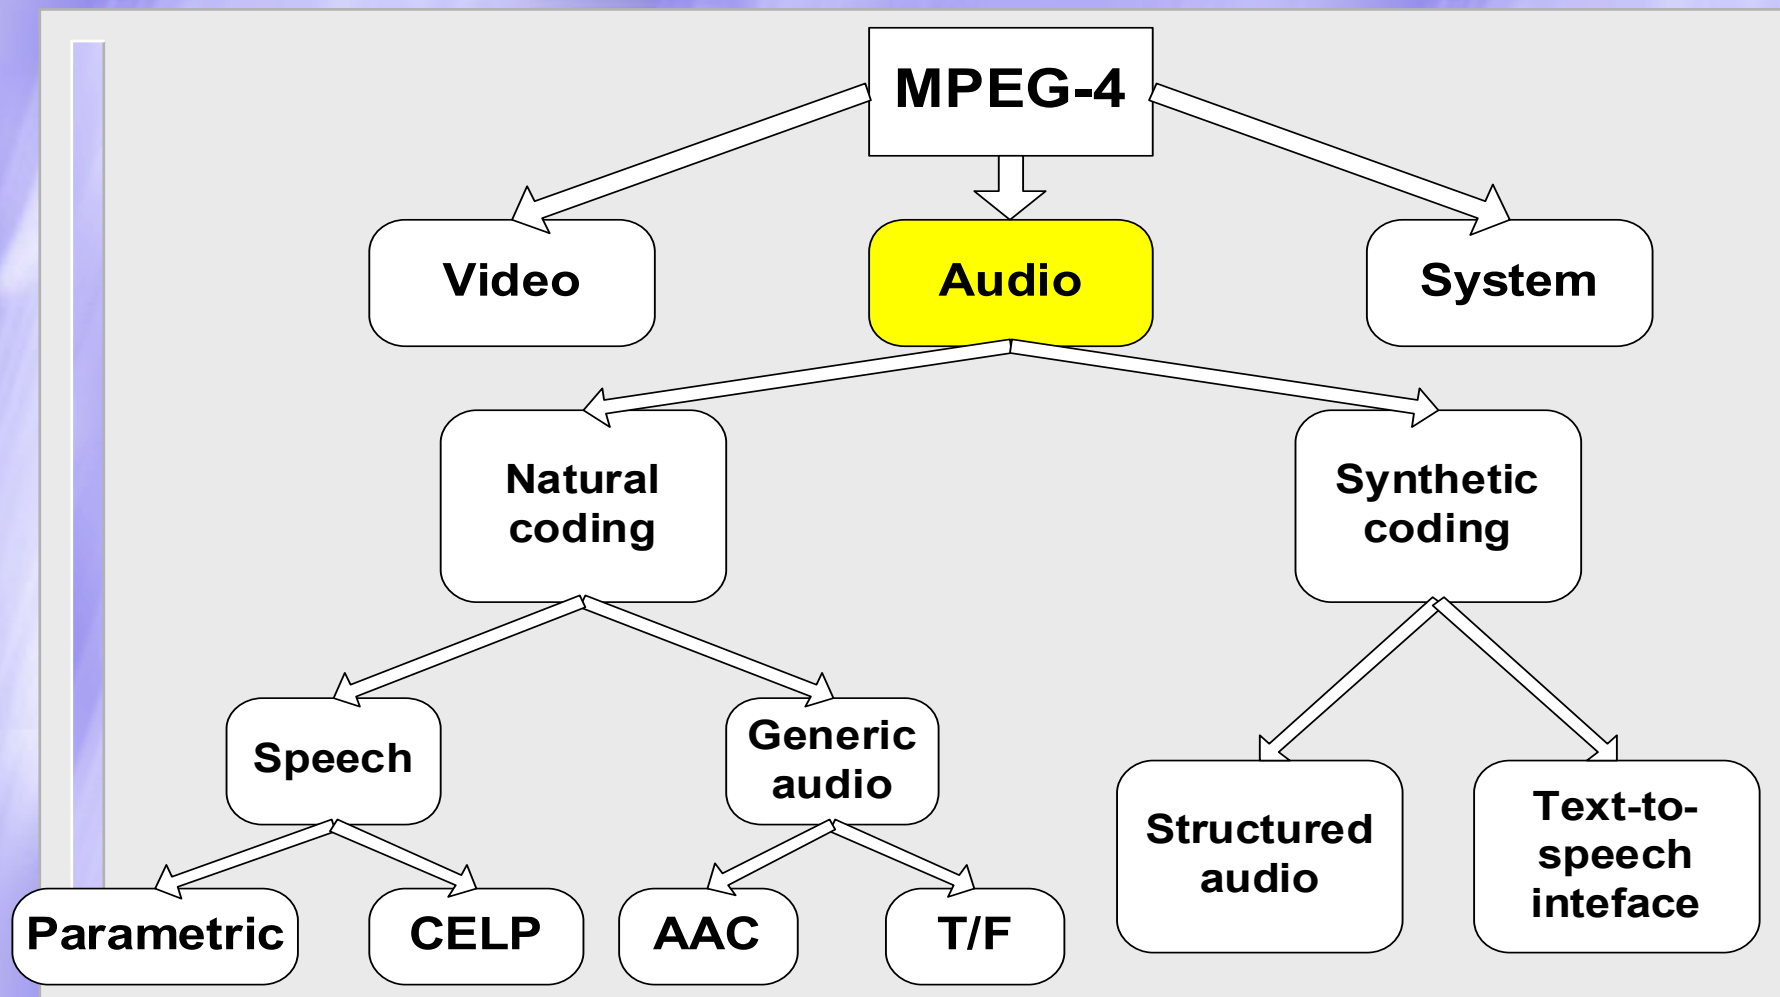 MPEG-4
Video
Audio
System
Natural
coding
Synthetic
coding
Speech
Generic
audio
Structured
audio
Text-to-
speech
inteface
Parametric
CELP
AAC
T/F